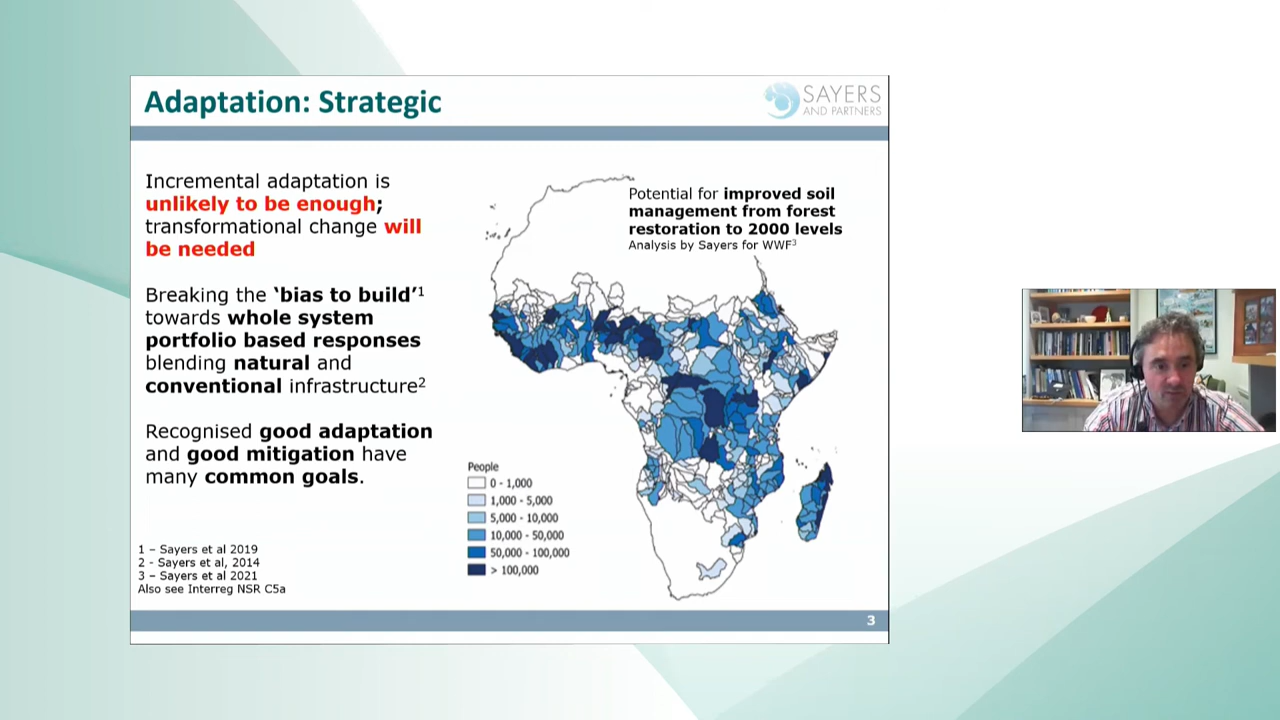 Adaptation: Strategic
SAYERS
AND PARTNERS
Incremental adaptation is
unlikely to be enough;
transformational change will
be needed
Breaking the ‘bias to build’¹
towards whole system
portfolio based responses
blending natural and
conventional infrastructure²
Recognised good adaptation
and good mitigation have
many common goals.
1 – Sayers et al 2019
2 - Sayers et al, 2014
3 – Sayers et al 2021
Also see Interreg NSR C5a
Potential for improved soil
management from forest
restoration to 2000 levels
Analysis by Sayers for WWF³
People
0 - 1,000
1,000 - 5,000
5,000 - 10,000
10,000 - 50,000
50,000 - 100,000
> 100,000
3